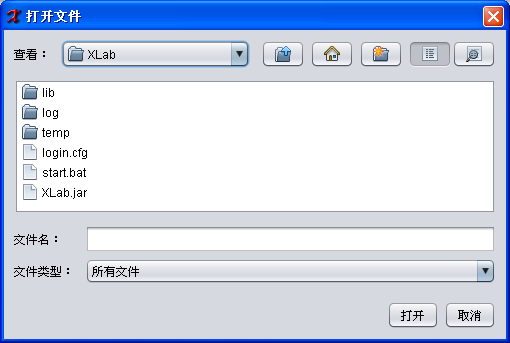 打开文件
查看： XLab
lib
log
temp
login.cfg
start.bat
XLab.jar
文件名：
文件类型： 所有文件
打开 取消